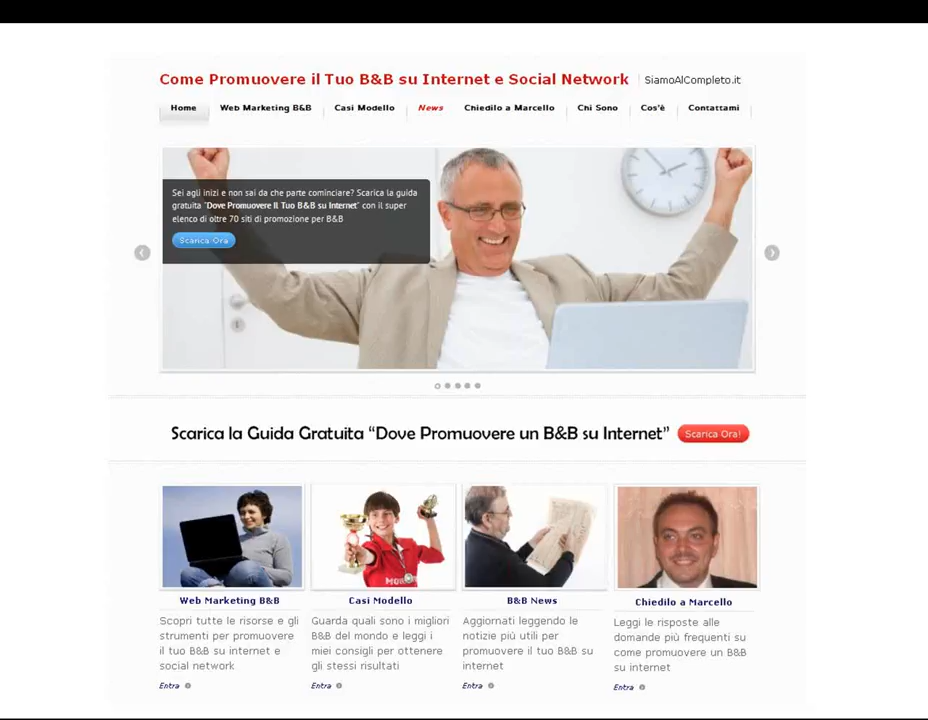 Come Promuovere il Tuo B&B su Internet e Social Network
SiamoAlCompleto.it
Home
Web Marketing B&B
Casi Modello
News
Chiedilo a Marcello
Chi Sono
Cos'è
Contattami
Sei agli inizi e non sai da che parte cominciare? Scarica la guida
gratuita "Dove Promuovere Il Tuo B&B su Internet" con il super
elenco di oltre 70 siti di promozione per B&B
Scarica Ora
Scarica la Guida Gratuita “Dove Promuovere un B&B su Internet”
Scarica Ora!
Web Marketing B&B
Scopri tutte le risorse e gli
strumenti per promuovere
il tuo B&B su internet e
social network
Entra
Casi Modello
Guarda quali sono i migliori
B&B del mondo e leggi i
miei consigli per ottenere
gli stessi risultati
Entra
B&B News
Aggiornati leggendo le
notizie più utili per
promuovere il tuo B&B su
internet
Entra
Chiedilo a Marcello
Leggi le risposte alle
domande più frequenti su
come promuovere un B&B
su internet
Entra